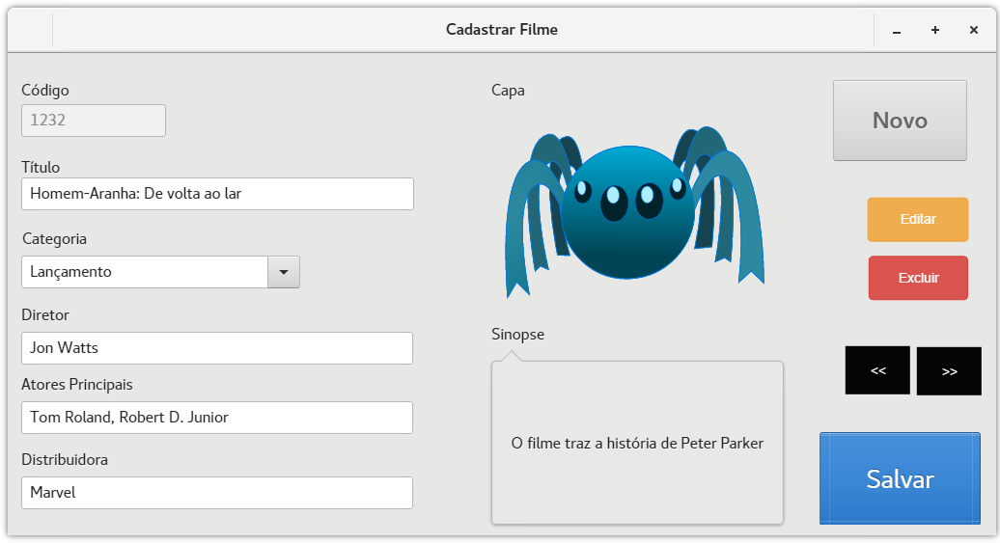 Cadastrar Filme
Código
1232
Título
Homem-Aranha: De volta ao lar
Categoria
Lançamento
Diretor
Jon Watts
Atores Principais
Tom Roland, Robert D. Junior
Distribuidora
Marvel
Capa
Sinopse
O filme traz a história de Peter Parker
Novo
Editar
Excluir
<< >>
Salvar